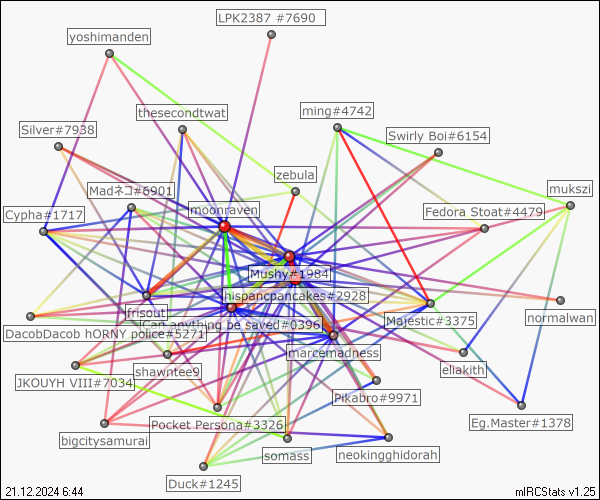 LPK2387 #7690
yoshimanden
thesecondtwat
ming#4742
Silver#7938
Swirly Boi#6154
zebula
Madネコ#6901
mukszi
moonraven
Cypha#1717
Fedora Stoat#4479
Mushy#1984
hispancpancakes#2928
frisout
normalwan
Can anything be saved#0396
Majestic#3375
DacobDacob hORNY police#5271
marcemadness
shawntee9
eliakith
JKOUYH VIII#7034
Pikabro#9971
Pocket Persona#3326
Eg.Master#1378
bigcitysamurai
somass
neokingghidorah
Duck#1245
21.12.2024 6:44
mIRCStats v1.25